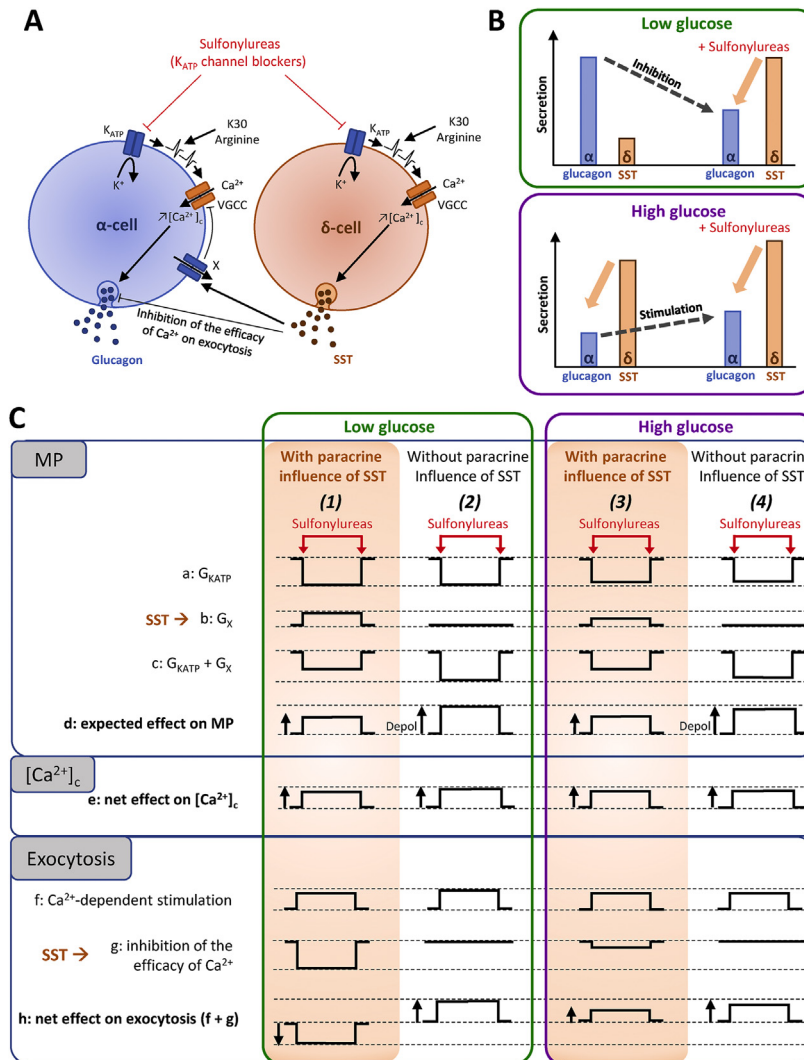 A
Sulfonylureas
(KATP channel blockers)
KATP
K30
Arginine
K+
Ca2+
VGCC
↗[Ca2+]c
α-cell
X
Inhibition of the efficacy
of Ca2+ on exocytosis
Glucagon
KATP
K30
Arginine
K+
Ca2+
VGCC
↗[Ca2+]c
δ-cell
SST
B
Low glucose
+ Sulfonylureas
Secretion
Inhibition
α
δ
α
δ
glucagon
SST
glucagon
SST
High glucose
+ Sulfonylureas
Secretion
Stimulation
α
δ
α
δ
glucagon
SST
glucagon
SST
C
Low glucose
High glucose
MP
With paracrine
influence of SST
Without paracrine
Influence of SST
With paracrine
influence of SST
Without paracrine
Influence of SST
(1)
(2)
(3)
(4)
Sulfonylureas
Sulfonylureas
Sulfonylureas
Sulfonylureas
a: GKATP
SST → b: GX
c: GKATP + GX
d: expected effect on MP
Depol
Depol
[Ca2+]c
e: net effect on [Ca2+]c
Exocytosis
f: Ca2+-dependent stimulation
SST → g: inhibition of the
efficacy of Ca2+
h: net effect on exocytosis (f + g)